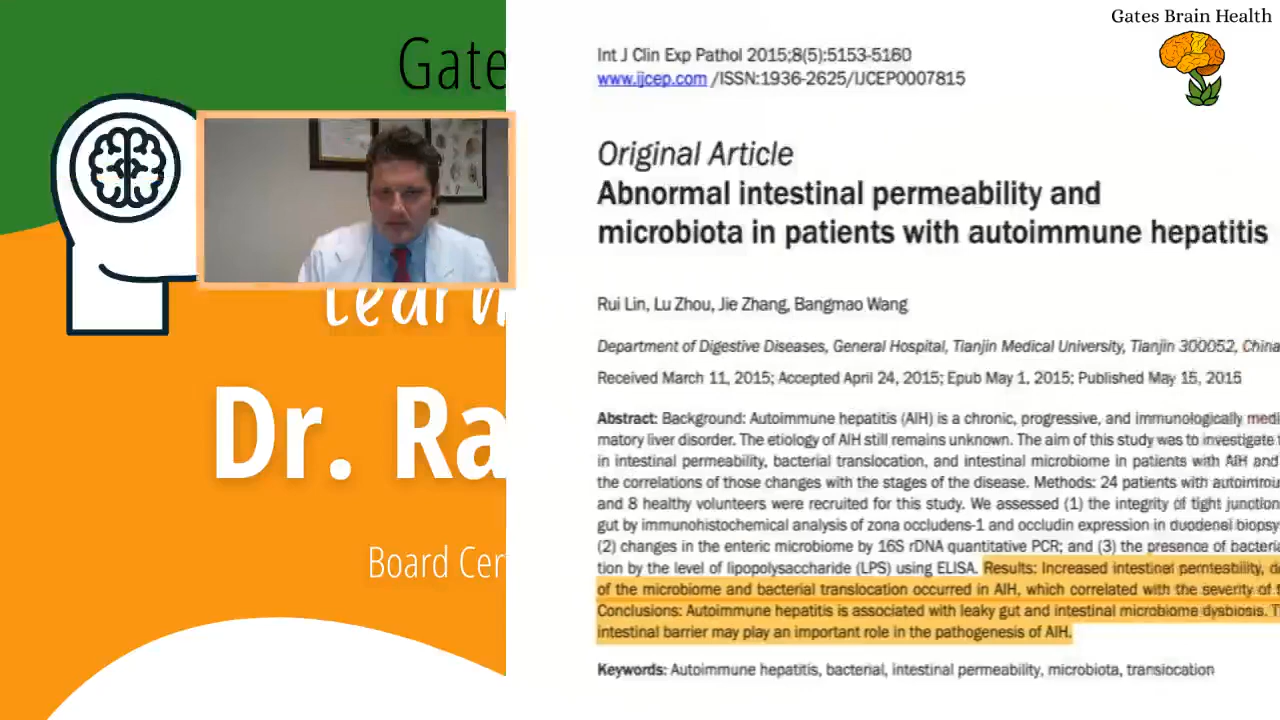 Gates Brain Health
Gate
Learn
Dr. Ra
Board Cer
Int J Clin Exp Pathol 2015;8(5):5153-5160
www.ijcep.com /ISSN:1936-2625/IJCEP0007815
Original Article
Abnormal intestinal permeability and
microbiota in patients with autoimmune hepatitis
Rui Lin, Lu Zhou, Jie Zhang, Bangmao Wang
Department of Digestive Diseases, General Hospital, Tianjin Medical University, Tianjin 300052, China
Received March 11, 2015; Accepted April 24, 2015; Epub May 1, 2015; Published May 15, 2015
Abstract: Background: Autoimmune hepatitis (AIH) is a chronic, progressive, and immunologically medi
matory liver disorder. The etiology of AIH still remains unknown. The aim of this study was to investigate
in intestinal permeability, bacterial translocation, and intestinal microbiome in patients with AIH and
the correlations of those changes with the stages of the disease. Methods: 24 patients with autoimmu
and 8 healthy volunteers were recruited for this study. We assessed (1) the integrity of tight junction
gut by immunohistochemical analysis of zona occludens-1 and occludin expression in duodenal biopsy
(2) changes in the enteric microbiome by 16S rDNA quantitative PCR; and (3) the presence of bacteria
tion by the level of lipopolysaccharide (LPS) using ELISA. Results: Increased intestinal permeability, de
of the microbiome and bacterial translocation occurred in AIH, which correlated with the severity of
Conclusions: Autoimmune hepatitis is associated with leaky gut and intestinal microbiome dysbiosis. T
intestinal barrier may play an important role in the pathogenesis of AIH.
Keywords: Autoimmune hepatitis, bacterial, intestinal permeability, microbiota, translocation